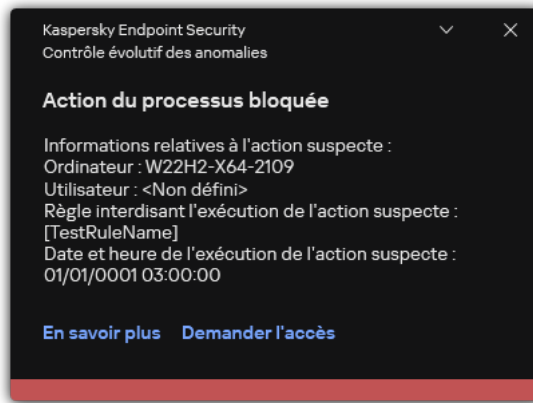 Kaspersky Endpoint Security
Contrôle évolutif des anomalies
Action du processus bloquée
Informations relatives à l'action suspecte :
Ordinateur : W22H2-X64-2109
Utilisateur : <Non défini>
Règle interdisant l'exécution de l'action suspecte :
[TestRuleName]
Date et heure de l'exécution de l'action suspecte :
01/01/0001 03:00:00
En savoir plus Demander l'accès